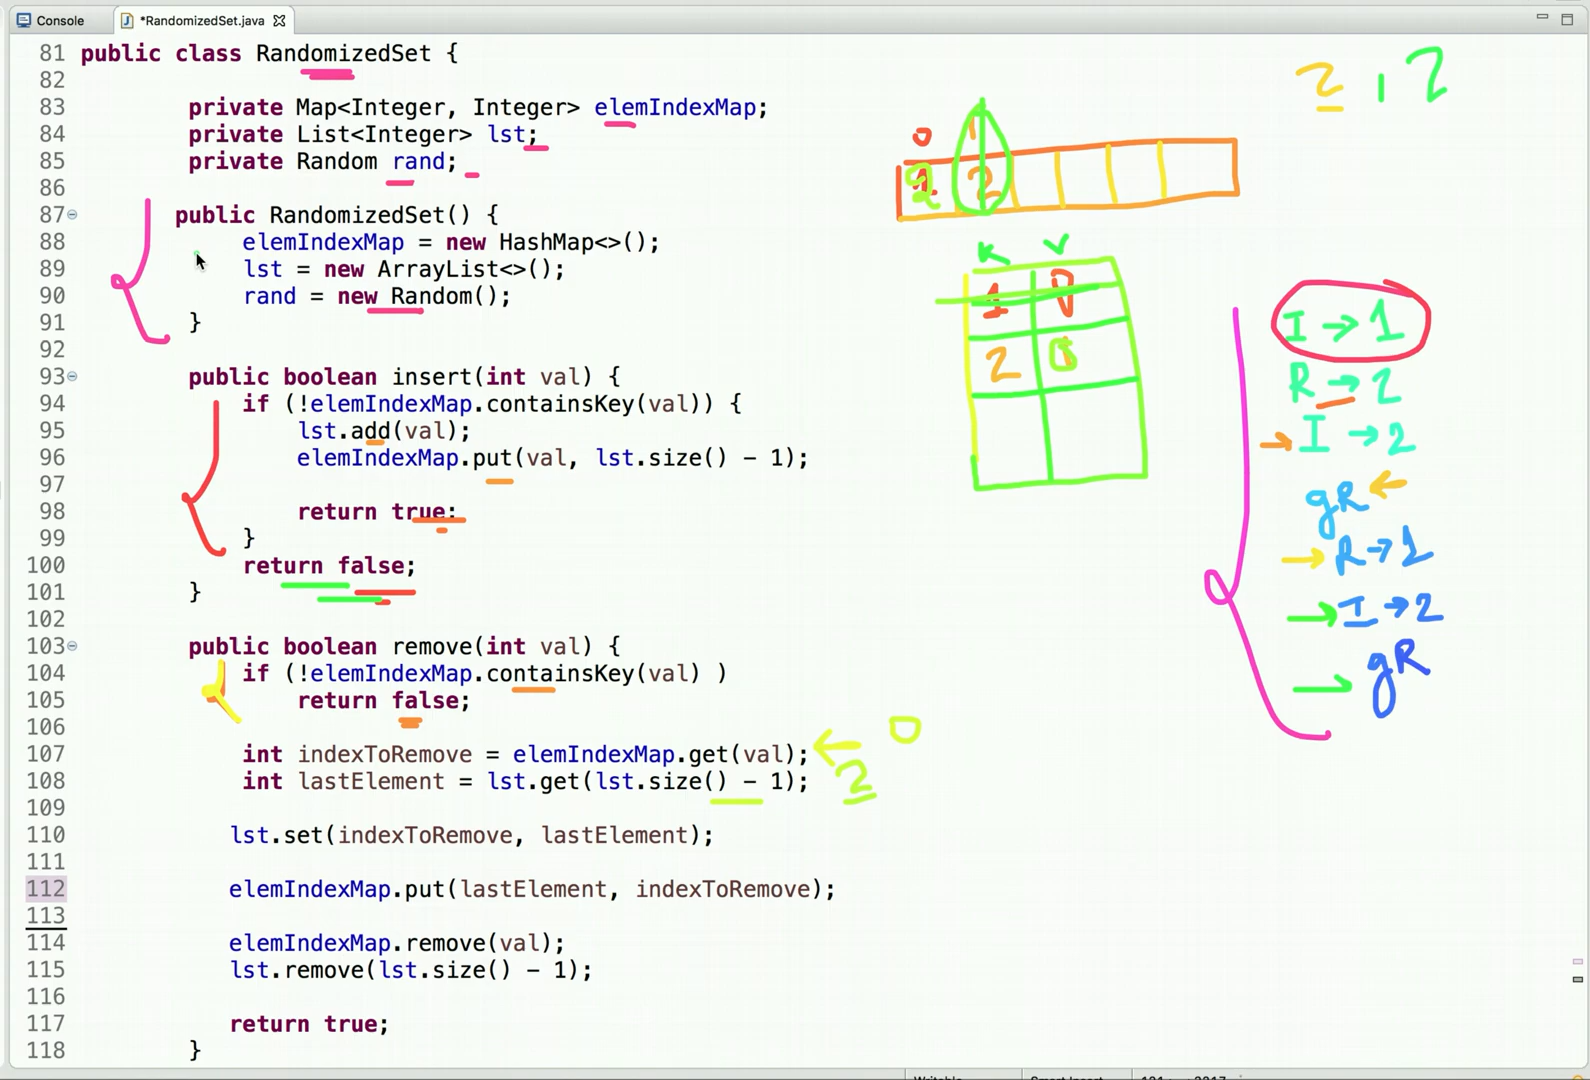 Console
*RandomizedSet.java
81 public class RandomizedSet {
82
83 private Map<Integer, Integer> elemIndexMap;
84 private List<Integer> lst;
85 private Random rand;
86
87 public RandomizedSet() {
88 elemIndexMap = new HashMap<>();
89 lst = new ArrayList<>();
90 rand = new Random();
91 }
92
93 public boolean insert(int val) {
94 if (!elemIndexMap.containsKey(val)) {
95 lst.add(val);
96 elemIndexMap.put(val, lst.size() - 1);
97
98 return true;
99 }
100 return false;
101 }
102
103 public boolean remove(int val) {
104 if (!elemIndexMap.containsKey(val) )
105 return false;
106
107 int indexToRemove = elemIndexMap.get(val);
108 int lastElement = lst.get(lst.size() - 1);
109
110 lst.set(indexToRemove, lastElement);
111
112 elemIndexMap.put(lastElement, indexToRemove);
113
114 elemIndexMap.remove(val);
115 lst.remove(lst.size() - 1);
116
117 return true;
118 }
2 , 2
0 1
2 2
K V
1 0
2 0
I → 1
R → 2
→ I → 2
gR ←
→ R → 1
→ I → 2
→ gR
← 0
2